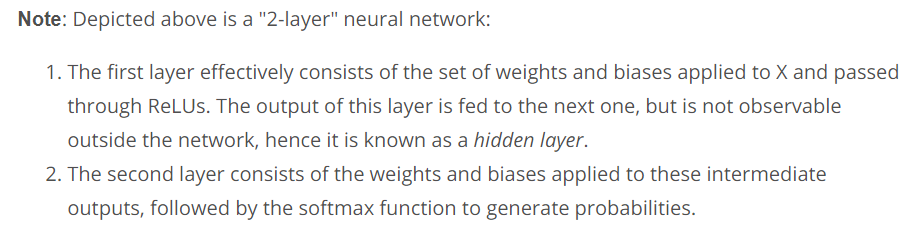 Note: Depicted above is a "2-layer" neural network:
1. The first layer effectively consists of the set of weights and biases applied to X and passed
through ReLUs. The output of this layer is fed to the next one, but is not observable
outside the network, hence it is known as a hidden layer.
2. The second layer consists of the weights and biases applied to these intermediate
outputs, followed by the softmax function to generate probabilities.